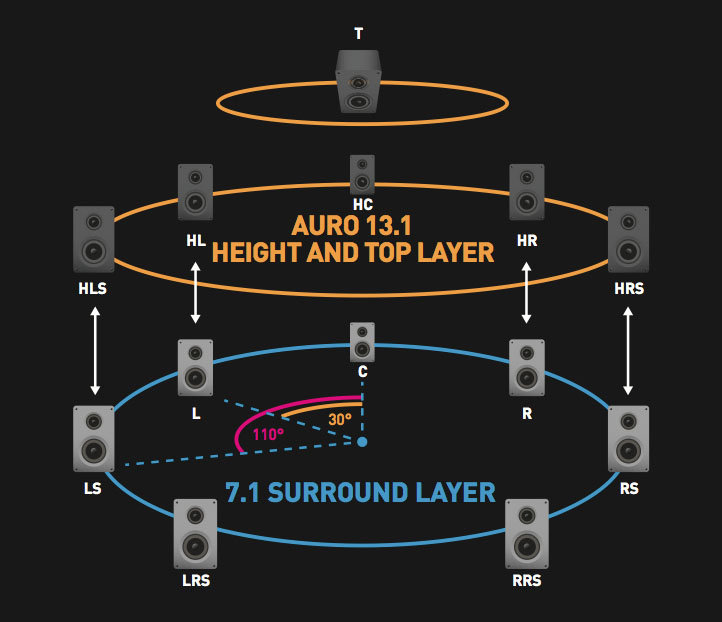 T
HC
AURO 13.1
HL
HEIGHT AND TOP LAYER
HR
HLS
HRS
C
L
30°
R
110°
LS
7.1 SURROUND LAYER
RS
LRS
RRS